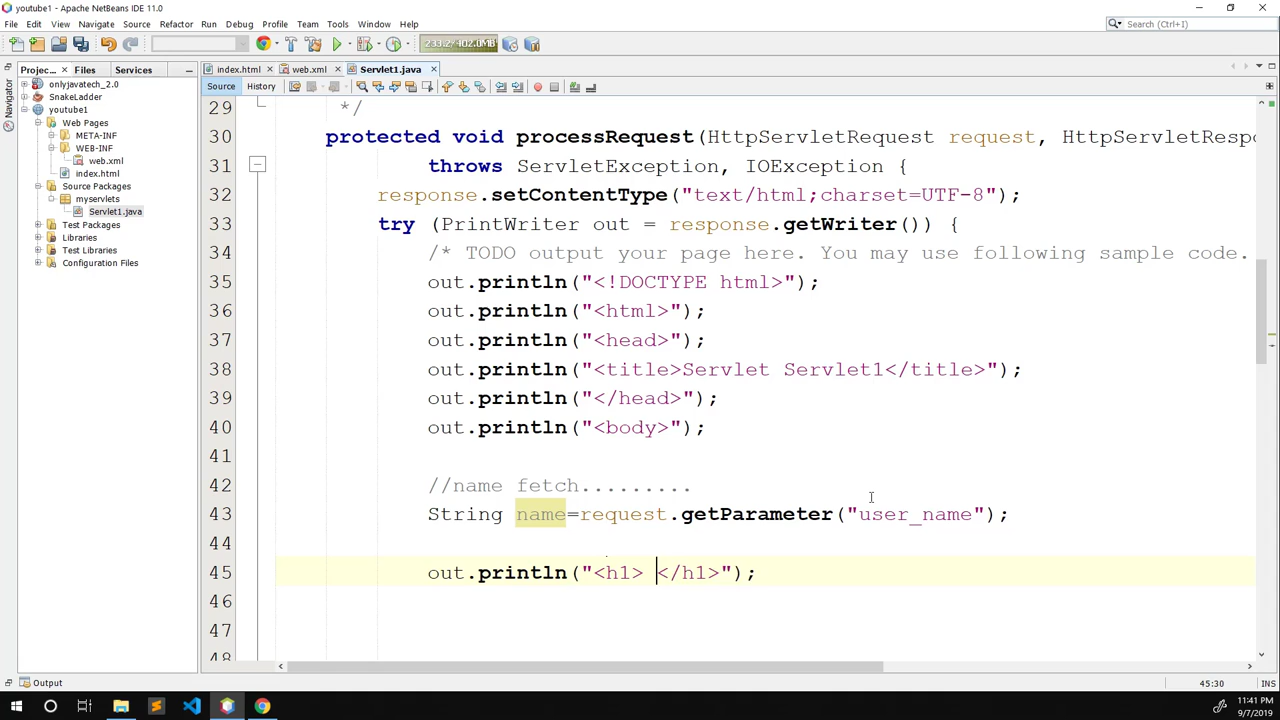 youtube1 - Apache NetBeans IDE 11.0
File Edit View Navigate Source Refactor Run Debug Profile Team Tools Window Help
Search (Ctrl+I)
233.2/402.0MB
Projec... Files Services
index.html web.xml Servlet1.java
Navigator
onlyjavatech_2.0
SnakeLadder
youtube1
Web Pages
META-INF
WEB-INF
web.xml
index.html
Source Packages
myservlets
Servlet1.java
Test Packages
Libraries
Test Libraries
Configuration Files
Source History
29 */
30 protected void processRequest(HttpServletRequest request, HttpServletRespo
31 throws ServletException, IOException {
32 response.setContentType("text/html;charset=UTF-8");
33 try (PrintWriter out = response.getWriter()) {
34 /* TODO output your page here. You may use following sample code.
35 out.println("<!DOCTYPE html>");
36 out.println("<html>");
37 out.println("<head>");
38 out.println("<title>Servlet Servlet1</title>");
39 out.println("</head>");
40 out.println("<body>");
41
42 //name fetch.........
43 String name=request.getParameter("user_name");
44
45 out.println("<h1> </h1>");
46
47
48
Output
45:30 INS
11:41 PM
9/7/2019